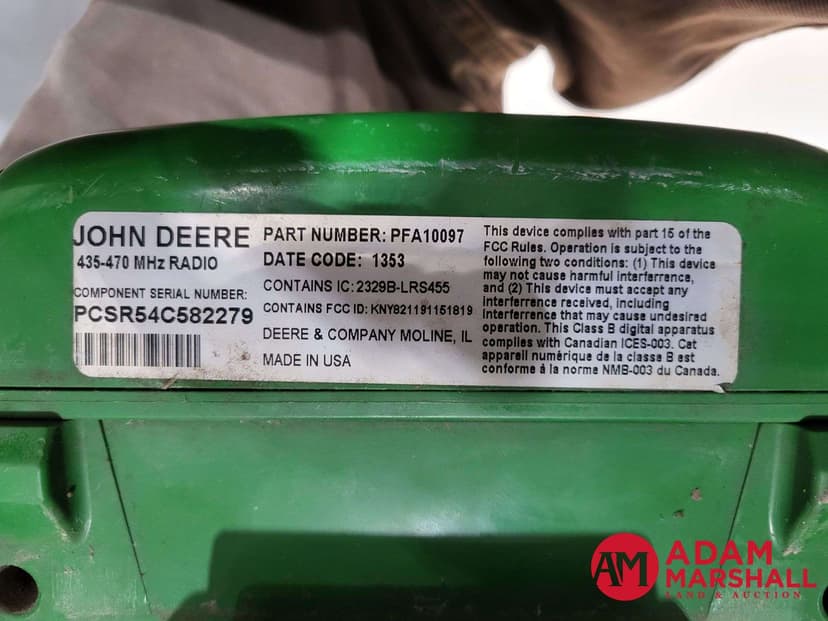 JOHN DEERE
435-470 MHz RADIO
COMPONENT SERIAL NUMBER:
PCSR54C582279
PART NUMBER: PFA10097
DATE CODE: 1353
CONTAINS IC: 2329B-LRS455
CONTAINS FCC ID: KNY821191151819
DEERE & COMPANY MOLINE, IL
MADE IN USA
This device complies with part 15 of the
FCC Rules. Operation is subject to the
following two conditions: (1) This device
may not cause harmful interference,
and (2) This device must accept any
interference received, including
interference that may cause undesired
operation. This Class B digital apparatus
complies with Canadian ICES-003. Cet
appareil numérique de la classe B est
conforme à la norme NMB-003 du Canada.
AM
ADAM
MARSHALL
LAND & AUCTION